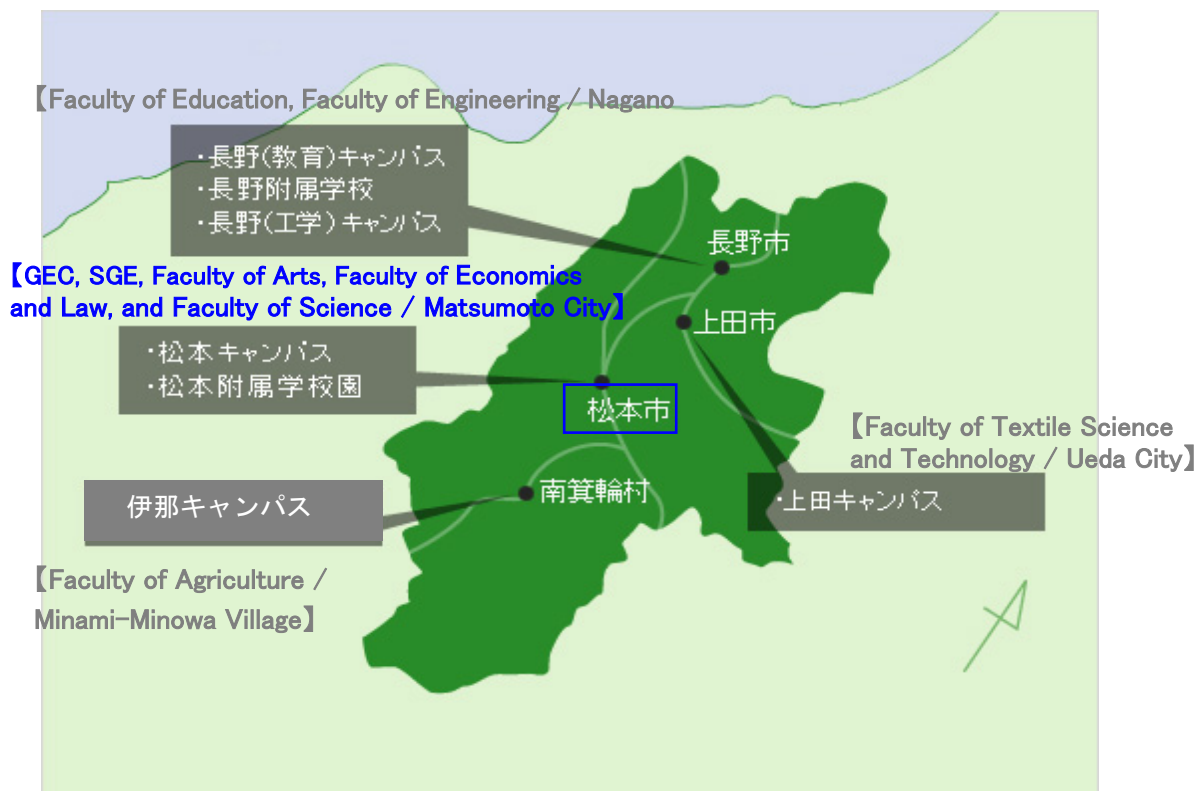 【Faculty of Education, Faculty of Engineering / Nagano
・長野(教育)キャンパス
・長野附属学校
・長野(工学)キャンパス
長野市
【GEC, SGE, Faculty of Arts, Faculty of Economics
and Law, and Faculty of Science / Matsumoto City】
上田市
・松本キャンパス
・松本附属学校園
松本市
【Faculty of Textile Science
and Technology / Ueda City】
・上田キャンパス
南箕輪村
伊那キャンパス
【Faculty of Agriculture /
Minami-Minowa Village】